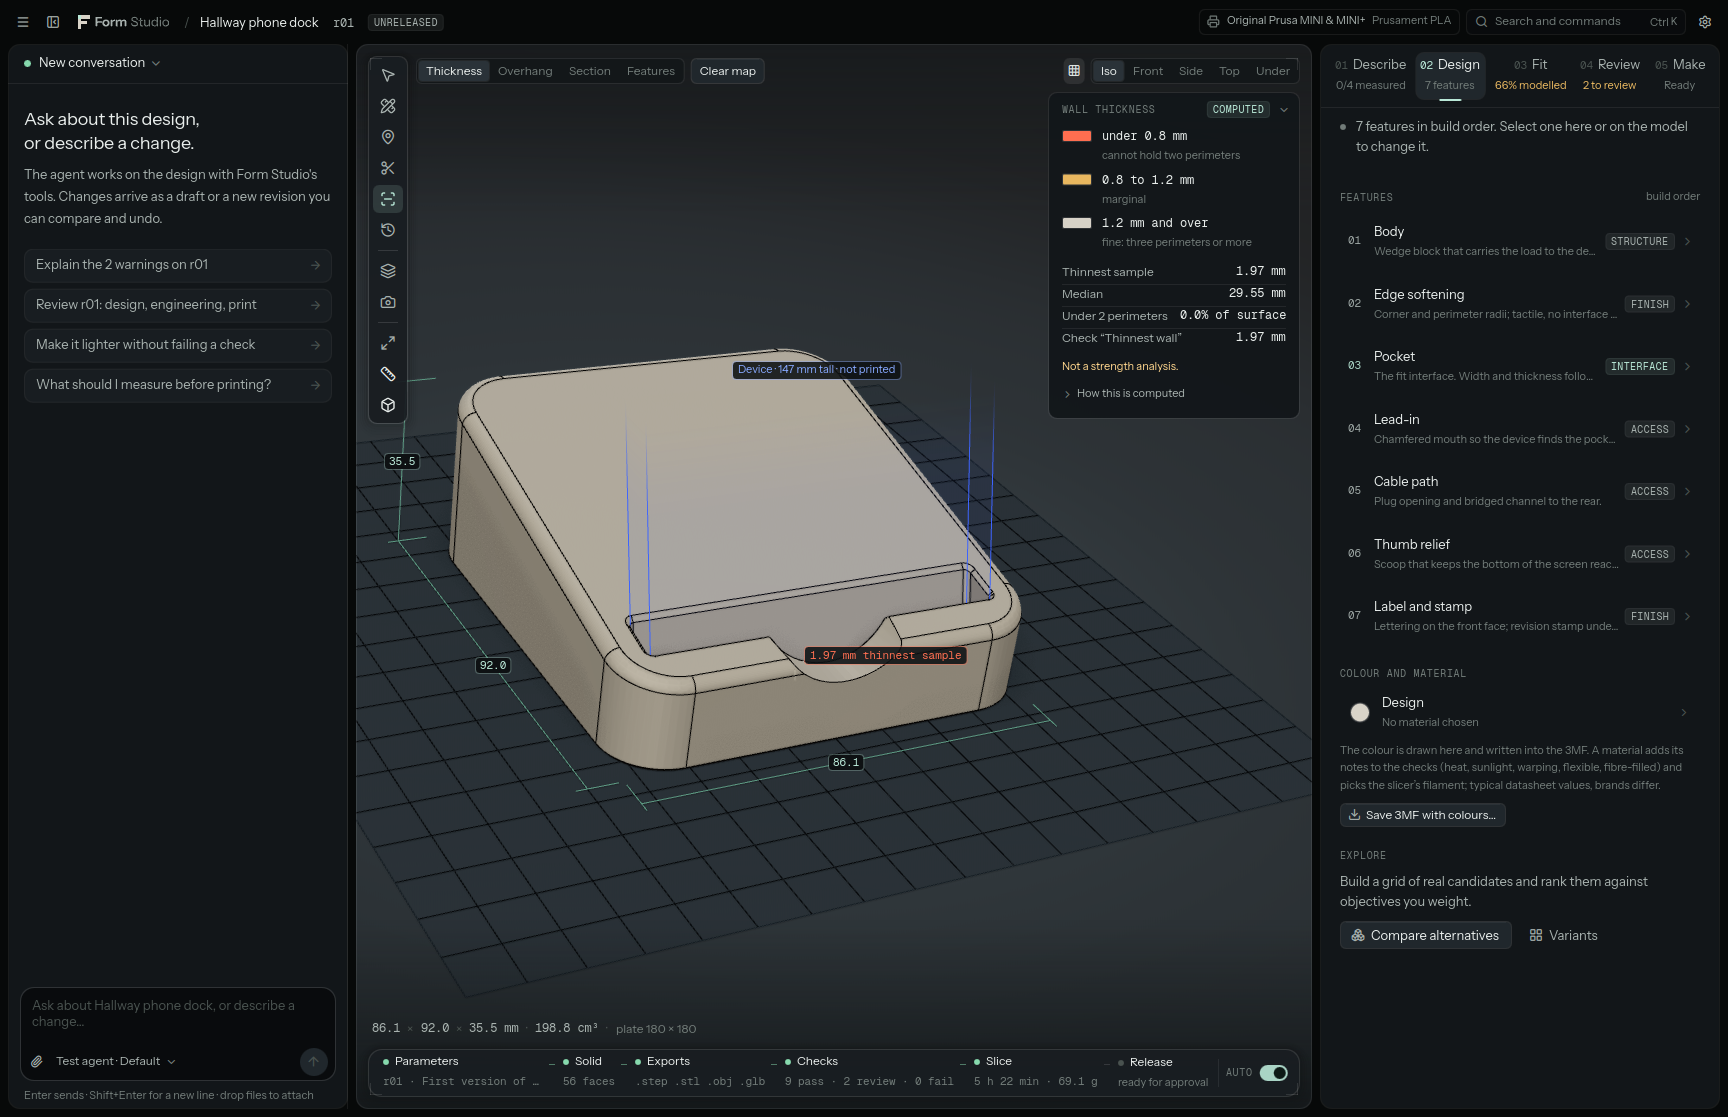 Form Studio / Hallway phone dock r01 UNRELEASED
Original Prusa MINI & MINI+ Prusament PLA
Search and commands Ctrl K
New conversation
Ask about this design,
or describe a change.
The agent works on the design with Form Studio's
tools. Changes arrive as a draft or a new revision you
can compare and undo.
Explain the 2 warnings on r01
Review r01: design, engineering, print
Make it lighter without failing a check
What should I measure before printing?
Ask about Hallway phone dock, or describe a
change...
Test agent · Default
Enter sends · Shift+Enter for a new line · drop files to attach
Thickness Overhang Section Features Clear map
Iso Front Side Top Under
WALL THICKNESS COMPUTED
under 0.8 mm
cannot hold two perimeters
0.8 to 1.2 mm
marginal
1.2 mm and over
fine: three perimeters or more
Thinnest sample 1.97 mm
Median 29.55 mm
Under 2 perimeters 0.0% of surface
Check “Thinnest wall” 1.97 mm
Not a strength analysis.
How this is computed
Device · 147 mm tall · not printed
35.5
92.0
1.97 mm thinnest sample
86.1
86.1 × 92.0 × 35.5 mm · 198.8 cm³ · plate 180 × 180
Parameters
r01 · First version of …
Solid
56 faces
Exports
.step .stl .obj .glb
Checks
9 pass · 2 review · 0 fail
Slice
5 h 22 min · 69.1 g
Release
ready for approval
AUTO
01 Describe
0/4 measured
02 Design
7 features
03 Fit
66% modelled
04 Review
2 to review
05 Make
Ready
7 features in build order. Select one here or on the model
to change it.
FEATURES build order
01 Body STRUCTURE
Wedge block that carries the load to the de…
02 Edge softening FINISH
Corner and perimeter radii; tactile, no interface …
03 Pocket INTERFACE
The fit interface. Width and thickness follo…
04 Lead-in ACCESS
Chamfered mouth so the device finds the pock…
05 Cable path ACCESS
Plug opening and bridged channel to the rear.
06 Thumb relief ACCESS
Scoop that keeps the bottom of the screen reac…
07 Label and stamp FINISH
Lettering on the front face; revision stamp unde…
COLOUR AND MATERIAL
Design
No material chosen
The colour is drawn here and written into the 3MF. A material adds its
notes to the checks (heat, sunlight, warping, flexible, fibre-filled) and
picks the slicer's filament; typical datasheet values, brands differ.
Save 3MF with colours…
EXPLORE
Build a grid of real candidates and rank them against
objectives you weight.
Compare alternatives Variants